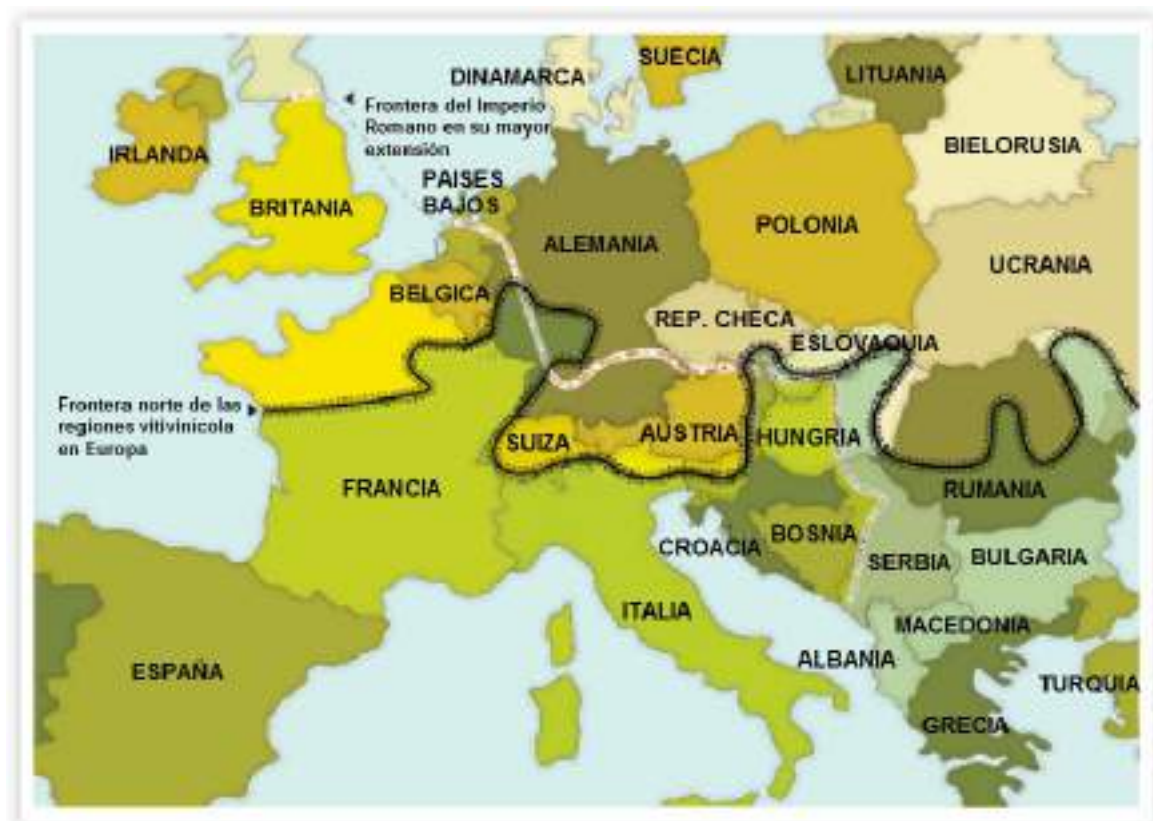 SUECIA
DINAMARCA
LITUANIA
Frontera del Imperio
Romano en su mayor
extensión
IRLANDA
BIELORUSIA
PAISES
BAJOS
BRITANIA
POLONIA
ALEMANIA
UCRANIA
BELGICA
REP. CHECA
ESLOVAQUIA
Frontera norte de las
regiones vitivinicola
en Europa
SUIZA
AUSTRIA
HUNGRIA
FRANCIA
RUMANIA
CROACIA
BOSNIA
SERBIA
BULGARIA
ITALIA
MACEDONIA
ALBANIA
ESPAÑA
TURQUIA
GRECIA